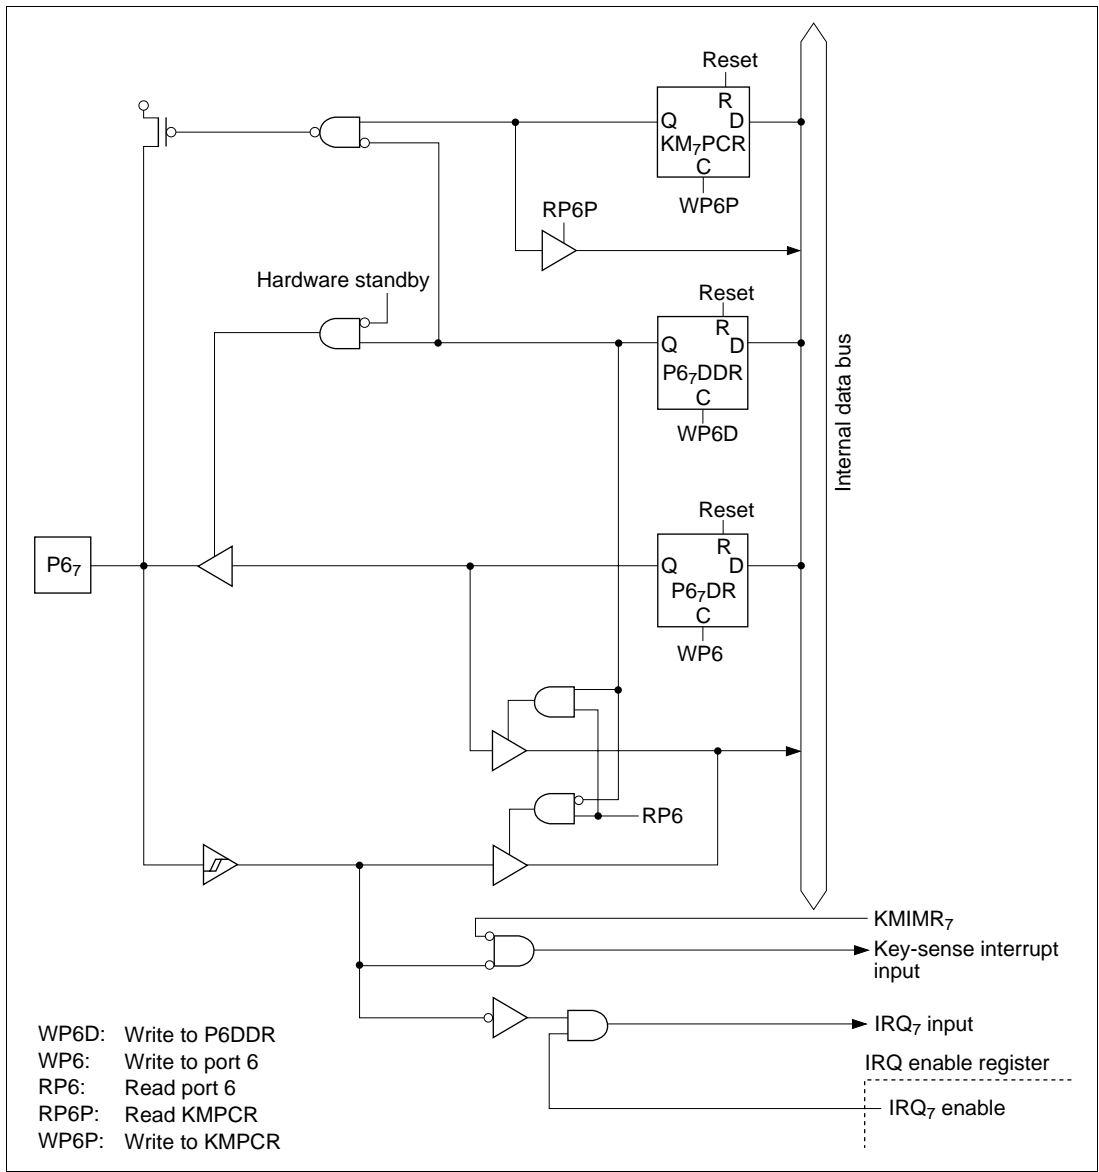 Reset
R
Q D
KM₇PCR
C
WP6P
RP6P
Hardware standby
Reset
R
Q D
P6₇DDR
C
WP6D
Internal data bus
Reset
R
Q D
P6₇DR
C
WP6
P6₇
RP6
KMIMR₇
Key-sense interrupt
input
IRQ₇ input
IRQ enable register
IRQ₇ enable
WP6D: Write to P6DDR
WP6: Write to port 6
RP6: Read port 6
RP6P: Read KMPCR
WP6P: Write to KMPCR